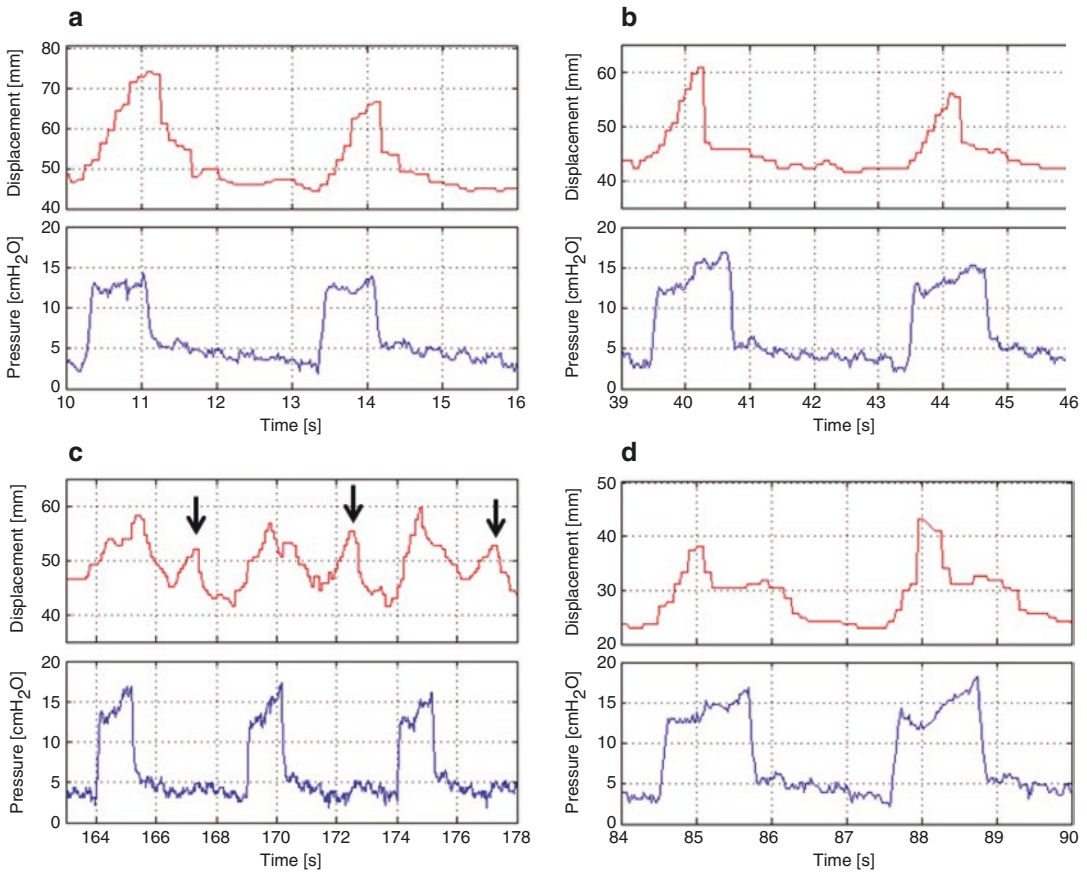 a
Displacement [mm]
80
70
60
50
40
Pressure [cmH2O]
20
15
10
5
0
10 11 12 13 14 15 16
Time [s]
b
Displacement [mm]
60
50
40
Pressure [cmH2O]
20
15
10
5
0
39 40 41 42 43 44 45 46
Time [s]
c
Displacement [mm]
60
50
40
Pressure [cmH2O]
20
15
10
5
0
164 166 168 170 172 174 176 178
Time [s]
d
Displacement [mm]
50
40
30
20
Pressure [cmH2O]
20
15
10
5
0
84 85 86 87 88 89 90
Time [s]